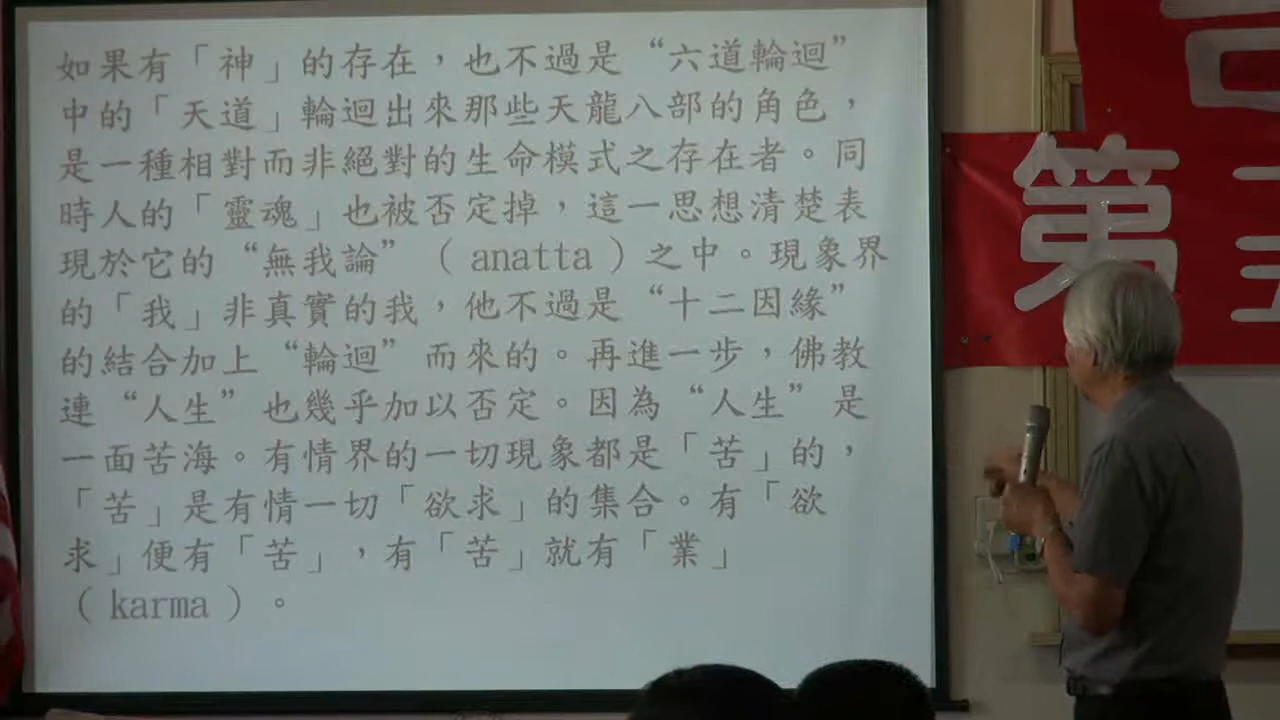 如果有「神」的存在，也不過是“六道輪迴”
中的「天道」輪迴出來那些天龍八部的角色，
是一種相對而非絕對的生命模式之存在者。同
時人的「靈魂」也被否定掉，這一思想清楚表
現於它的“無我論”（anatta）之中。現象界
的「我」非真實的我，他不過是“十二因緣”
的結合加上“輪迴”而來的。再進一步，佛教
連“人生”也幾乎加以否定。因為“人生”是
一面苦海。有情界的一切現象都是「苦」的，
「苦」是有情一切「欲求」的集合。有「欲
求」便有「苦」，有「苦」就有「業」
（karma）。
第